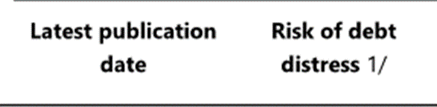 Latest publication
date
Risk of debt
distress 1/